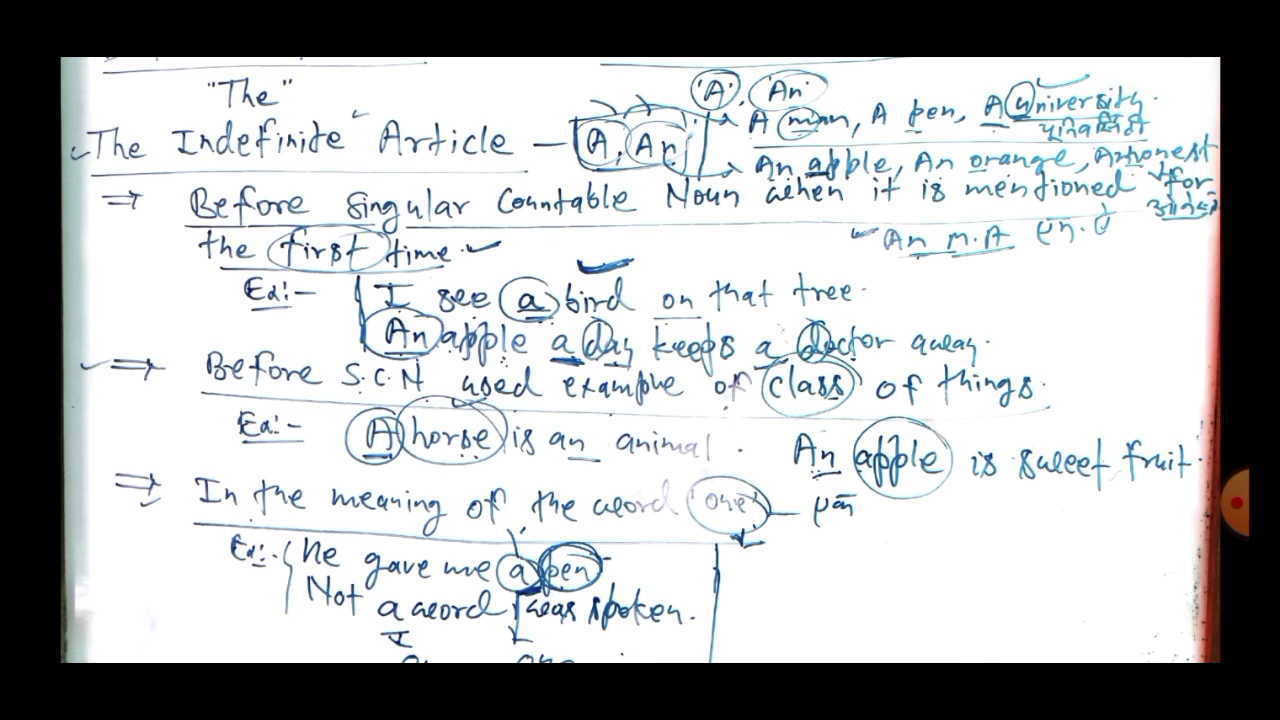 "The"
'A', 'An'
The Indefinite Article – A, An
A man, A pen, A university.
यूनिवर्सिटी
An apple, An orange, An honest
⇒ Before singular Countable Noun when it is mentioned for
the first time.
An M.A एम. ए
Ex:- I see a bird on that tree.
An apple a day keeps a doctor away.
⇒ Before S.C.N used example of class of things.
Ex:- A horse is an animal. An apple is sweet fruit.
⇒ In the meaning of the word 'one' –
Ex:- He gave me a pen
Not a word was spoken.